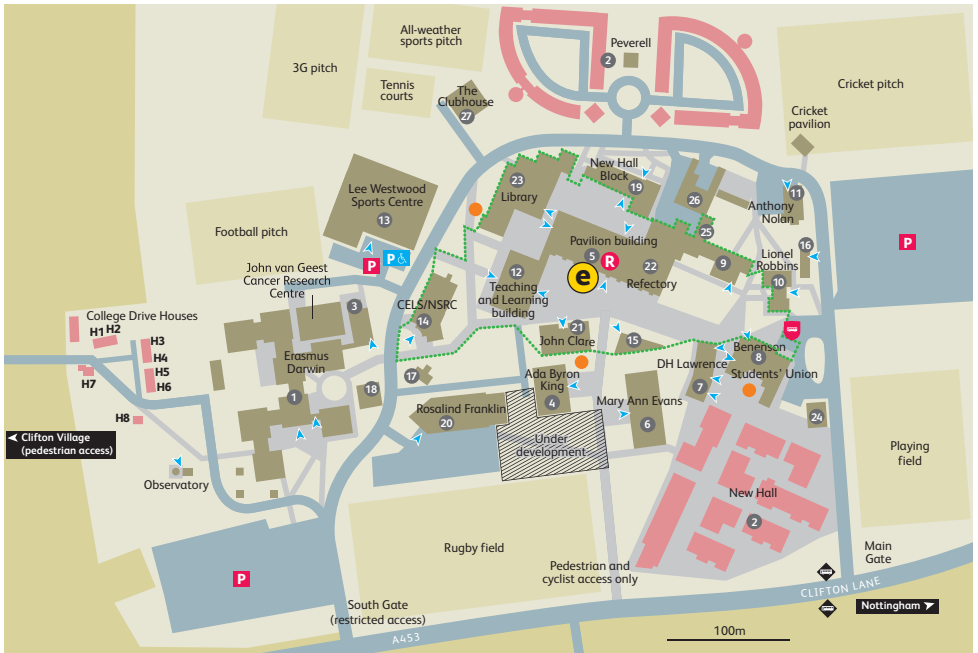 All-weather
sports pitch
3G pitch
Tennis
courts
The
Clubhouse
27
Peverell
2
Cricket pitch
Cricket
pavilion
New Hall
Block
19
23
Library
26
11
Anthony
Nolan
Lee Westwood
Sports Centre
13
Football pitch
P
P
25
Pavilion building
5
R
e
22
Refectory
9
16
Lionel
Robbins
10
P
12
Teaching
and Learning
building
John van Geest
Cancer Research
Centre
3
CELS/NSRC
14
College Drive Houses
H1
H2
H3
H4
H5
H6
H7
H8
21
John Clare
15
Benenson
8
Students' Union
DH Lawrence
7
Erasmus
Darwin
1
18
17
Ada Byron
King
4
Mary Ann Evans
6
Rosalind Franklin
20
24
Under
development
Clifton Village
(pedestrian access)
Observatory
Playing
field
New Hall
2
Rugby field
Main
Gate
Pedestrian and
cyclist access only
P
South Gate
(restricted access)
CLIFTON LANE
Nottingham
A453
100m